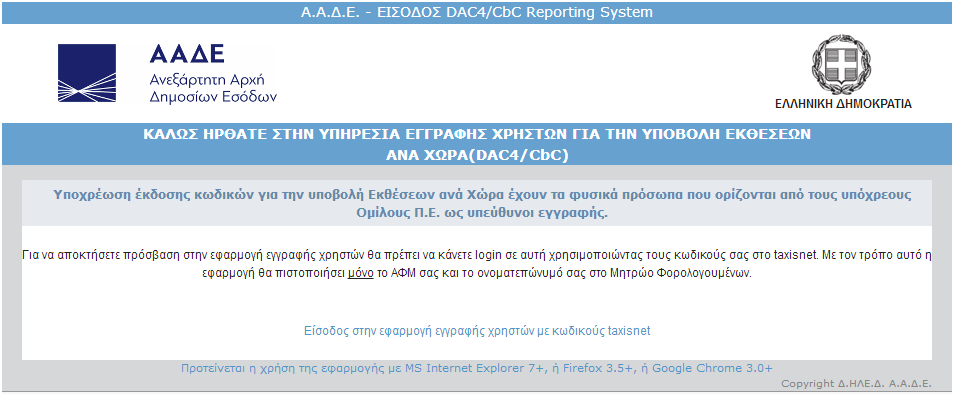 Α.Α.Δ.Ε. - ΕΙΣΟΔΟΣ DAC4/CbC Reporting System
ΑΑΔΕ
Ανεξάρτητη Αρχή
Δημοσίων Εσόδων
ΕΛΛΗΝΙΚΗ ΔΗΜΟΚΡΑΤΙΑ
ΚΑΛΩΣ ΗΡΘΑΤΕ ΣΤΗΝ ΥΠΗΡΕΣΙΑ ΕΓΓΡΑΦΗΣ ΧΡΗΣΤΩΝ ΓΙΑ ΤΗΝ ΥΠΟΒΟΛΗ ΕΚΘΕΣΕΩΝ
ΑΝΑ ΧΩΡΑ(DAC4/CbC)
Υποχρέωση έκδοσης κωδικών για την υποβολή Εκθέσεων ανά Χώρα έχουν τα φυσικά πρόσωπα που ορίζονται από τους υπόχρεους
Ομίλους Π.Ε. ως υπεύθυνοι εγγραφής.
Για να αποκτήσετε πρόσβαση στην εφαρμογή εγγραφής χρηστών θα πρέπει να κάνετε login σε αυτή χρησιμοποιώντας τους κωδικούς σας στο taxisnet. Με τον τρόπο αυτό η
εφαρμογή θα πιστοποιήσει μόνο το ΑΦΜ σας και το ονοματεπώνυμό σας στο Μητρώο Φορολογουμένων.
Είσοδος στην εφαρμογή εγγραφής χρηστών με κωδικούς taxisnet
Προτείνεται η χρήση της εφαρμογής με MS Internet Explorer 7+, ή Firefox 3.5+, ή Google Chrome 3.0+
Copyright Δ.ΗΛΕ.Δ. Α.Α.Δ.Ε.